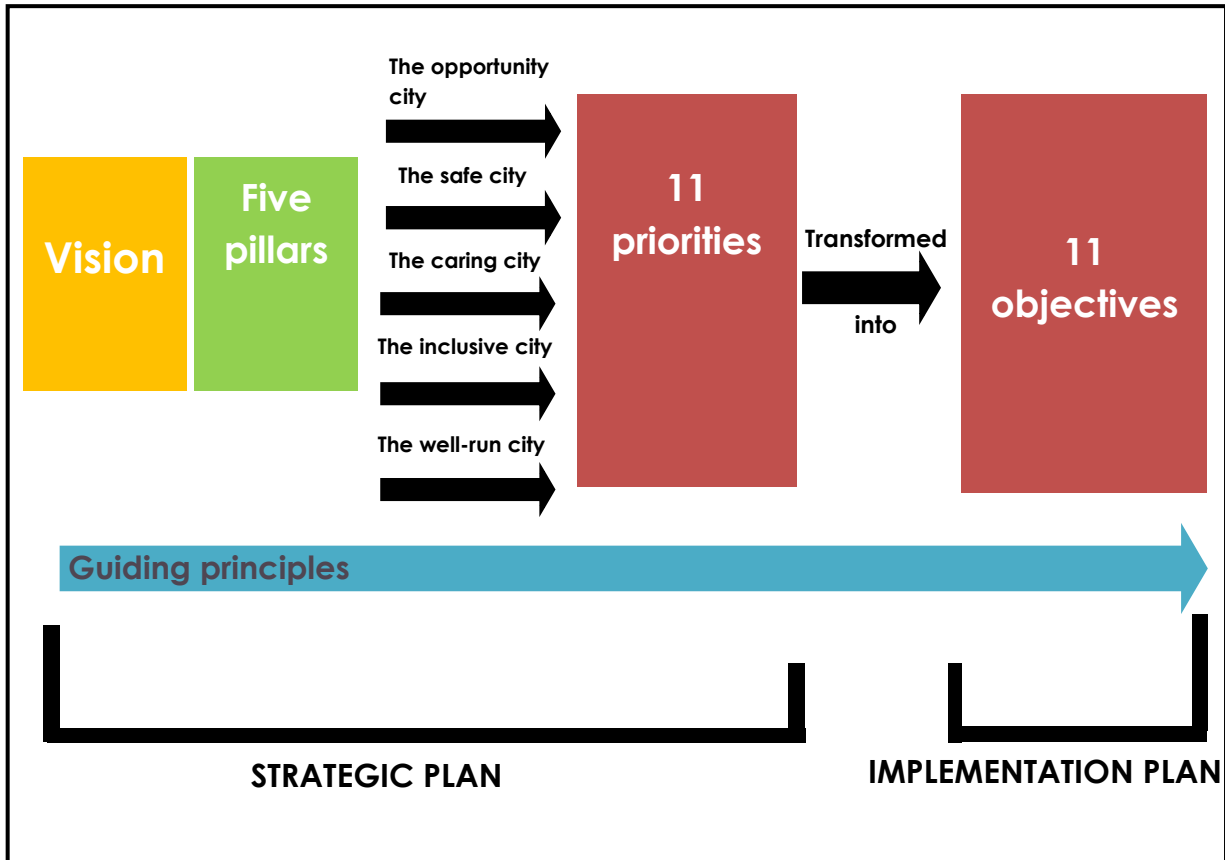 Vision
Five
pillars
The opportunity
city
The safe city
The caring city
The inclusive city
The well-run city
11
priorities
Transformed
into
11
objectives
Guiding principles
STRATEGIC PLAN
IMPLEMENTATION PLAN